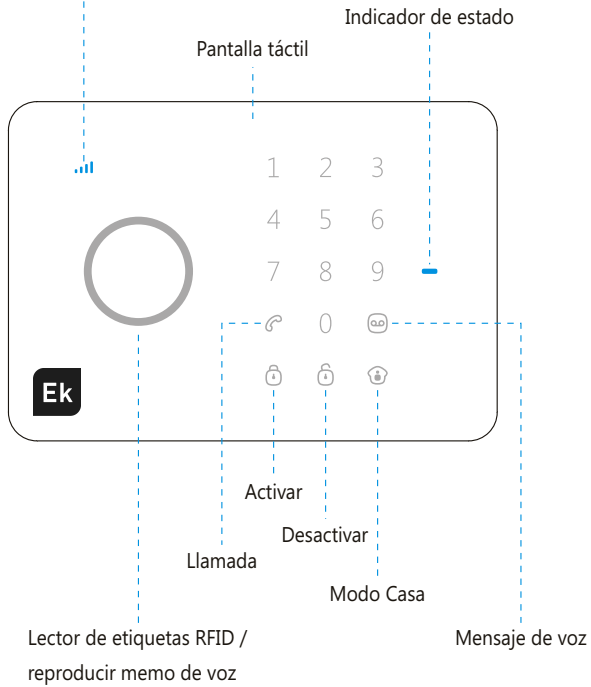 Indicador de estado
Pantalla táctil
1 2 3
4 5 6
7 8 9
0
Ek
Activar
Desactivar
Llamada
Modo Casa
Lector de etiquetas RFID /
reproducir memo de voz
Mensaje de voz